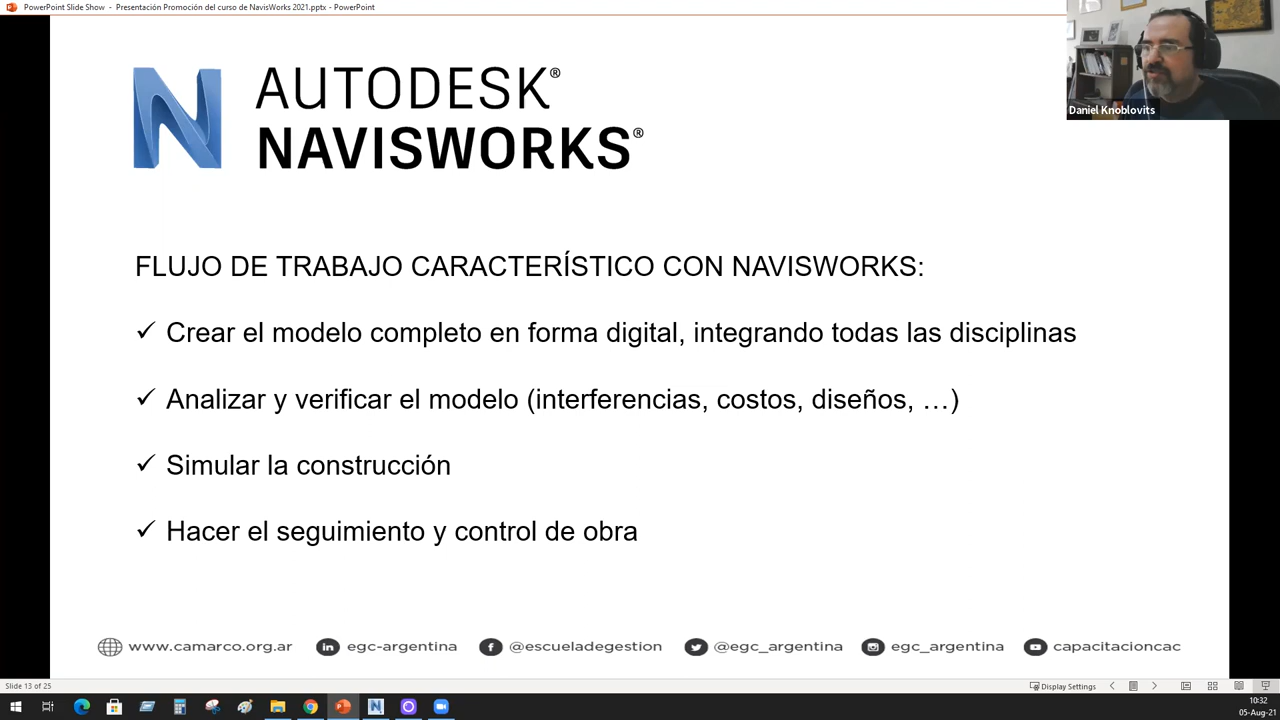 PowerPoint Slide Show - Presentación Promoción del curso de NavisWorks 2021.pptx - PowerPoint
Daniel Knoblovits
AUTODESK®
NAVISWORKS®
FLUJO DE TRABAJO CARACTERÍSTICO CON NAVISWORKS:
✓ Crear el modelo completo en forma digital, integrando todas las disciplinas
✓ Analizar y verificar el modelo (interferencias, costos, diseños, …)
✓ Simular la construcción
✓ Hacer el seguimiento y control de obra
www.camarco.org.ar egc-argentina @escueladegestion @egc_argentina egc_argentina capacitacioncac
Slide 13 of 25 Display Settings
10:32
05-Aug-21